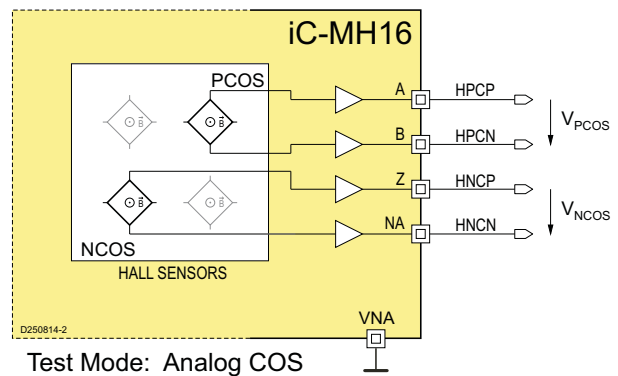 iC-MH16
PCOS
A
HPCP
B
HPCN
VPCOS
B
B
Z
HNCP
B
B
NA
HNCN
VNCOS
NCOS
HALL SENSORS
D250814-2
VNA
Test Mode: Analog COS